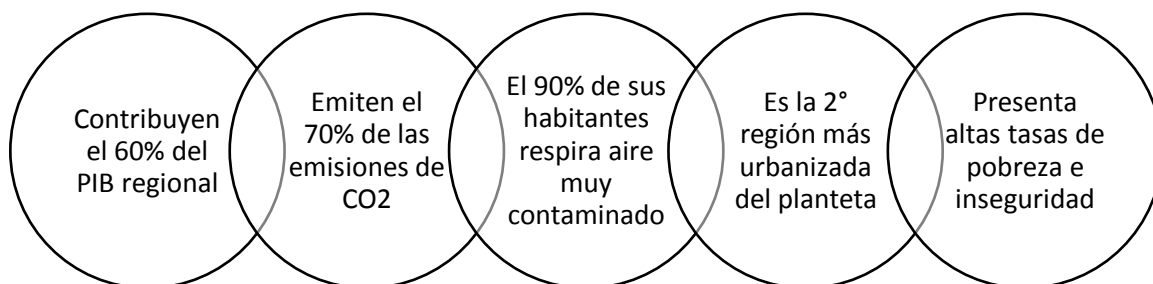 Contribuyen
el 60% del
PIB regional
Emiten el
70% de las
emisiones de
CO2
El 90% de sus
habitantes
respira aire
muy
contaminado
Es la 2°
región más
urbanizada
del planteta
Presenta
altas tasas de
pobreza e
inseguridad